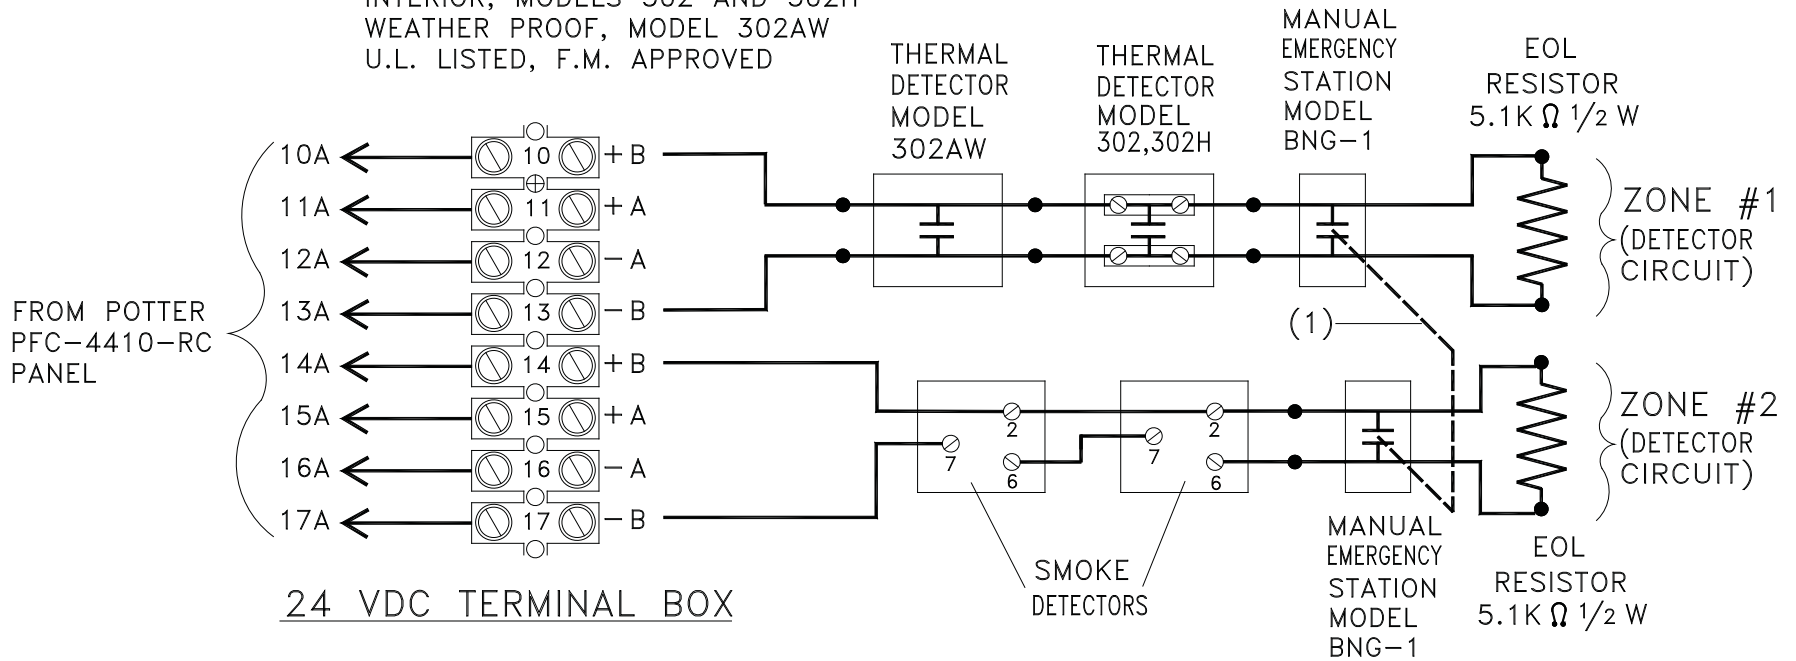 INTERIOR, MODELS 302 AND 302H
WEATHER PROOF, MODEL 302AW
U.L. LISTED, F.M. APPROVED
THERMAL
DETECTOR
MODEL
302AW
THERMAL
DETECTOR
MODEL
302,302H
MANUAL
EMERGENCY
STATION
MODEL
BNG-1
EOL
RESISTOR
5.1K Ω 1/2 W
10A 10 +B
11A 11 +A
12A 12 -A
13A 13 -B
14A 14 +B
15A 15 +A
16A 16 -A
17A 17 -B
FROM POTTER
PFC-4410-RC
PANEL
ZONE #1
(DETECTOR
CIRCUIT)
(1)
2
7
6
2
7
6
ZONE #2
(DETECTOR
CIRCUIT)
SMOKE
DETECTORS
MANUAL
EMERGENCY
STATION
MODEL
BNG-1
EOL
RESISTOR
5.1K Ω 1/2 W
24 VDC TERMINAL BOX